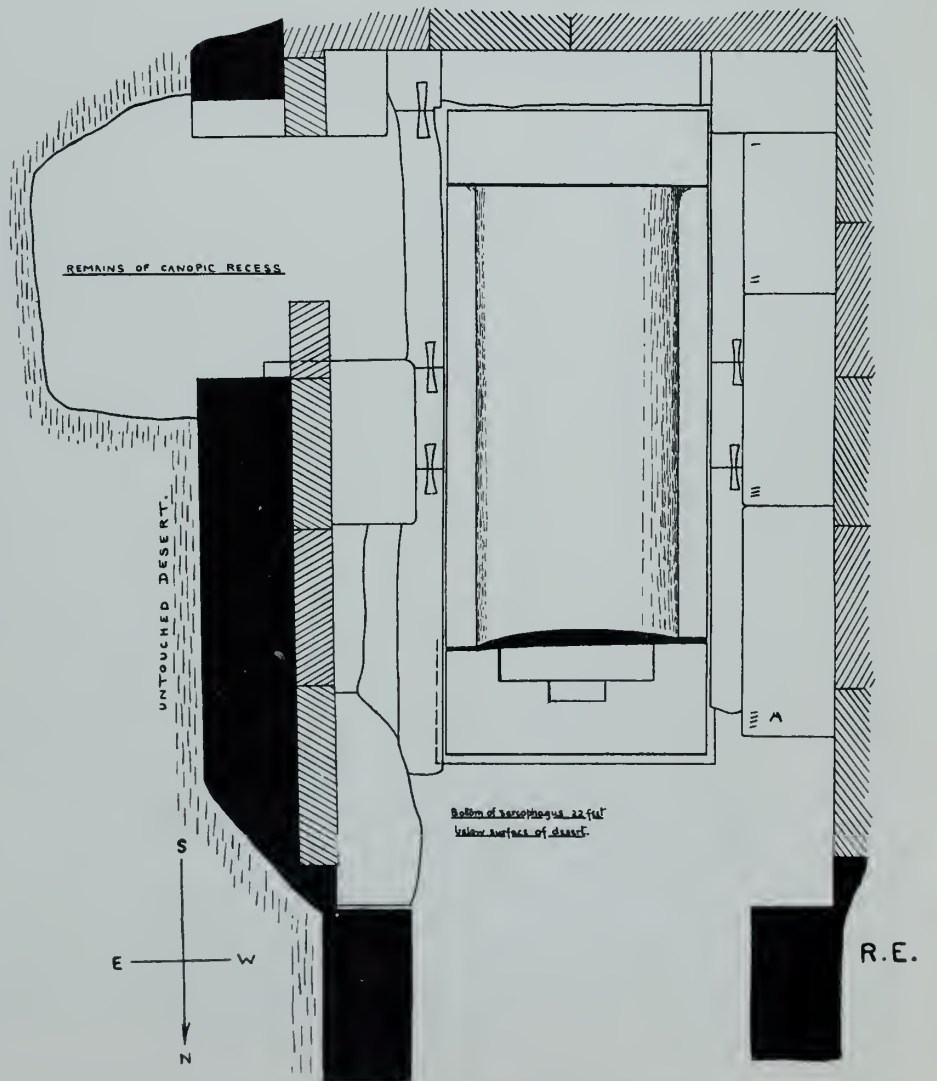 REMAINS OF CANOPIC RECESS
UNTOUCHED DESERT.
Bottom of sarcophagus 22 feet
below surface of desert.
S
E W
N
R.E.